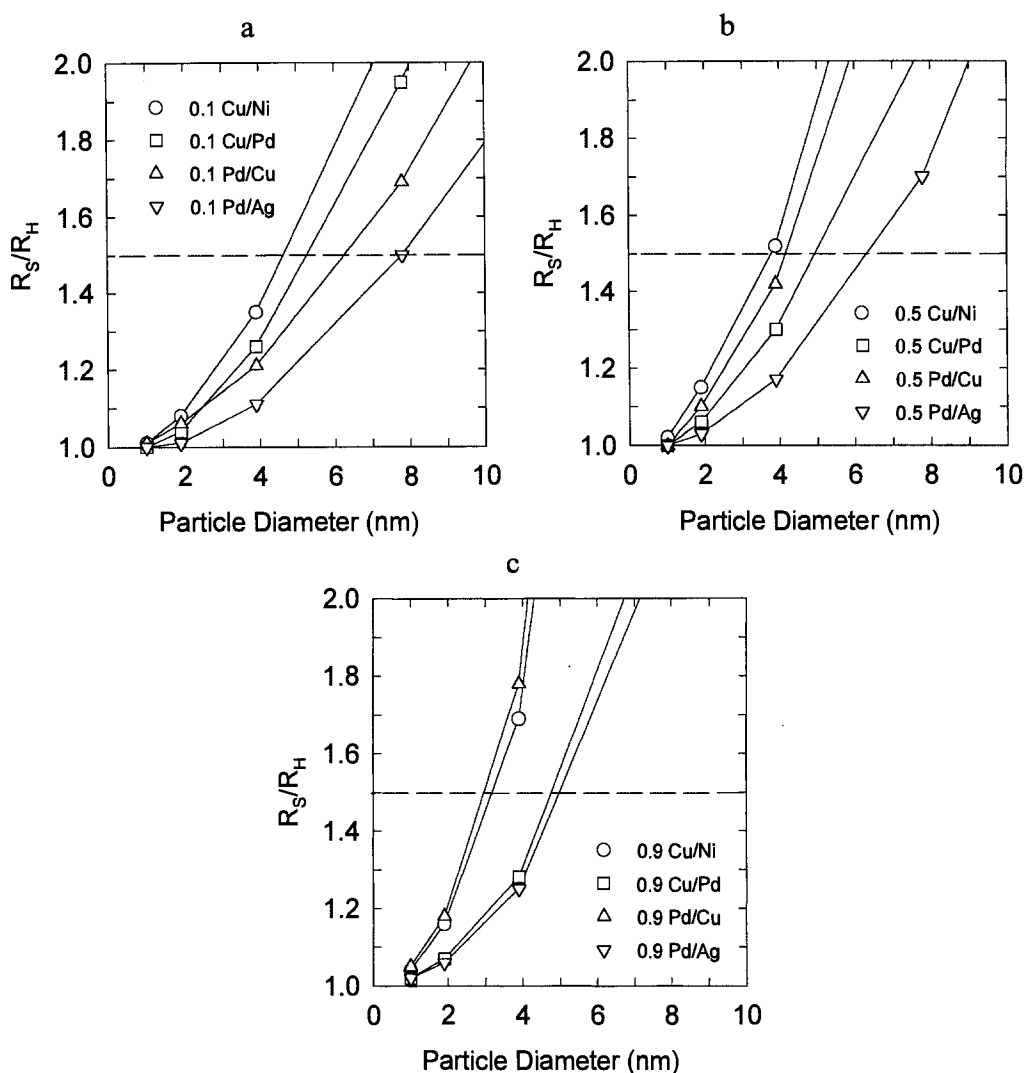 a
2.0
1.8
1.6
1.4
1.2
1.0
R_S/R_H
0.1 Cu/Ni
0.1 Cu/Pd
0.1 Pd/Cu
0.1 Pd/Ag
0 2 4 6 8 10
Particle Diameter (nm)
b
2.0
1.8
1.6
1.4
1.2
1.0
R_S/R_H
0.5 Cu/Ni
0.5 Cu/Pd
0.5 Pd/Cu
0.5 Pd/Ag
0 2 4 6 8 10
Particle Diameter (nm)
c
2.0
1.8
1.6
1.4
1.2
1.0
R_S/R_H
0.9 Cu/Ni
0.9 Cu/Pd
0.9 Pd/Cu
0.9 Pd/Ag
0 2 4 6 8 10
Particle Diameter (nm)